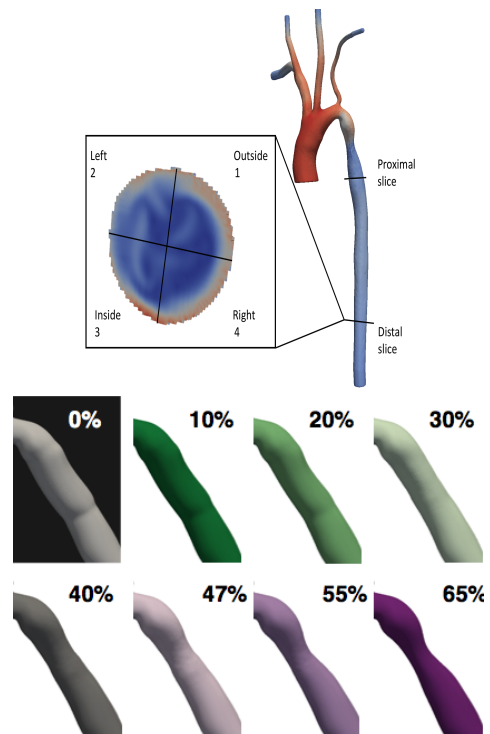 Left
2
Outside
1
Inside
3
Right
4
Proximal
slice
Distal
slice
0%
10%
20%
30%
40%
47%
55%
65%